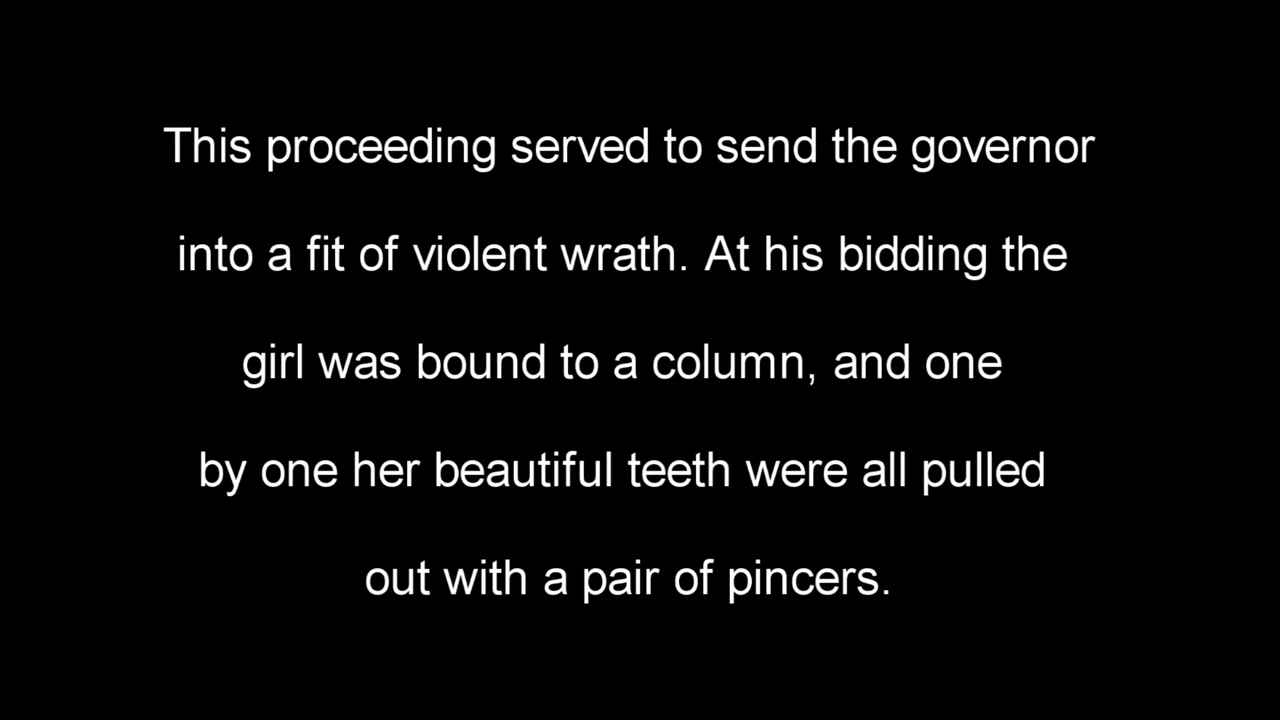 This proceeding served to send the governor
into a fit of violent wrath. At his bidding the
girl was bound to a column, and one
by one her beautiful teeth were all pulled
out with a pair of pincers.